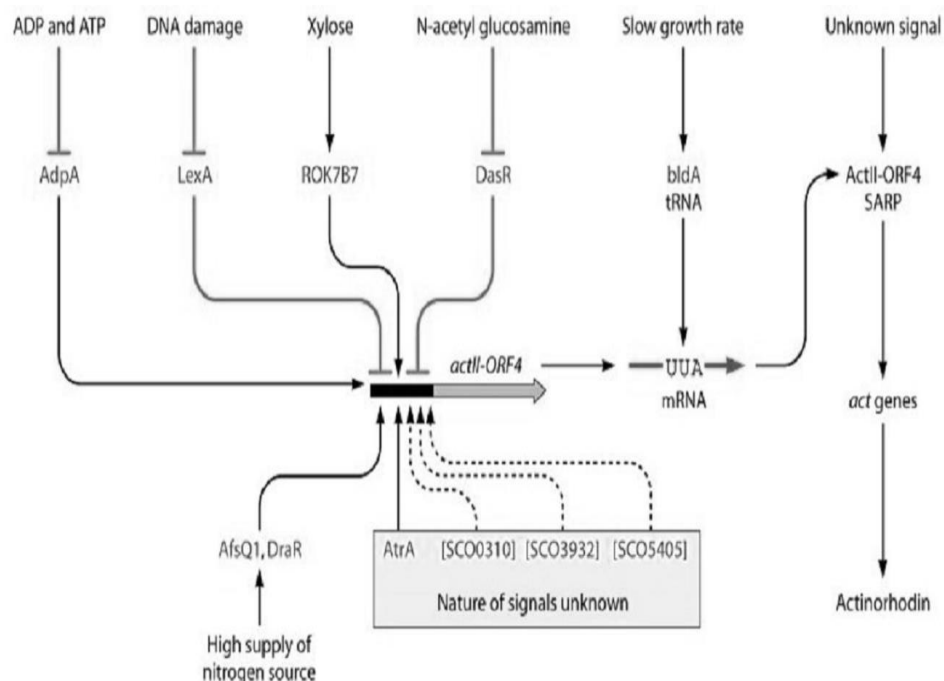 ADP and ATP
DNA damage
Xylose
N-acetyl glucosamine
Slow growth rate
Unknown signal
AdpA
LexA
ROK7B7
DasR
bldA
tRNA
ActII-ORF4
SARP
actII-ORF4
UUA
mRNA
act genes
AfsQ1, DraR
AtrA
[SCO0310]
[SCO3932]
[SCO5405]
Nature of signals unknown
Actinorhodin
High supply of
nitrogen source